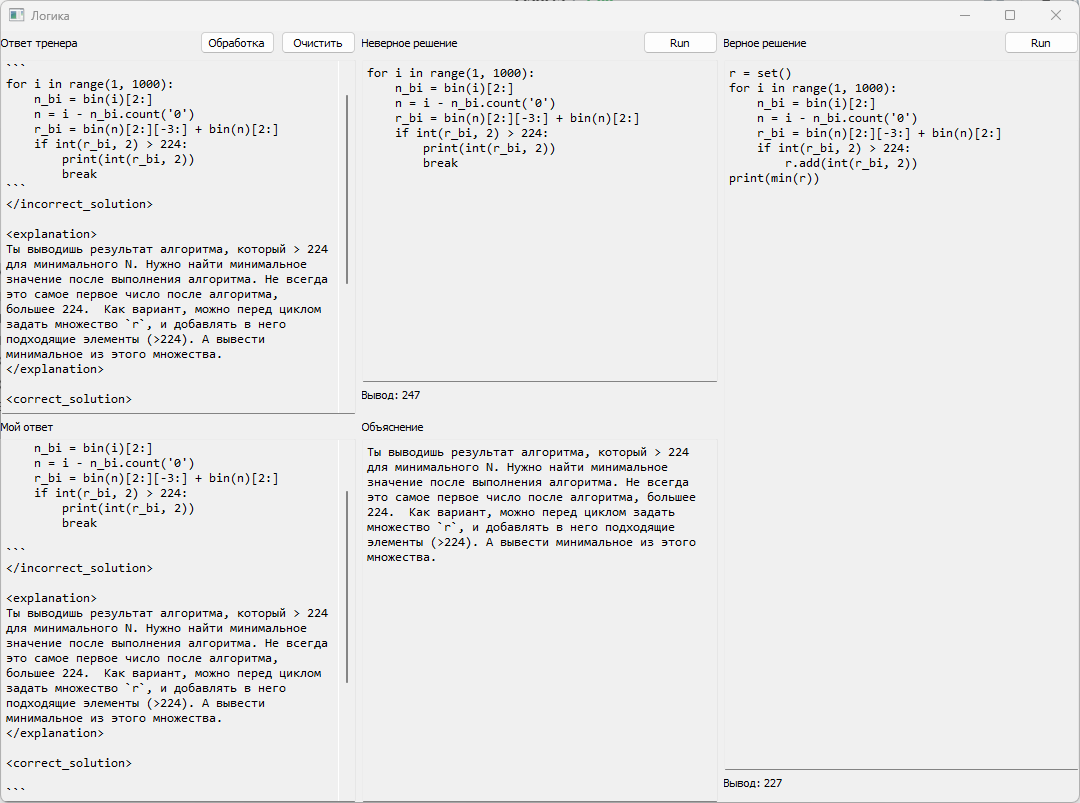 Логика
Ответ тренера
Обработка
Очистить
```
for i in range(1, 1000):
    n_bi = bin(i)[2:]
    n = i - n_bi.count('0')
    r_bi = bin(n)[2:][-3:] + bin(n)[2:]
    if int(r_bi, 2) > 224:
        print(int(r_bi, 2))
        break
```
</incorrect_solution>

<explanation>
Ты выводишь результат алгоритма, который > 224
для минимального N. Нужно найти минимальное
значение после выполнения алгоритма. Не всегда
это самое первое число после алгоритма,
большее 224.  Как вариант, можно перед циклом
задать множество `r`, и добавлять в него
подходящие элементы (>224). А вывести
минимальное из этого множества.
</explanation>

<correct_solution>
Мой ответ
    n_bi = bin(i)[2:]
    n = i - n_bi.count('0')
    r_bi = bin(n)[2:][-3:] + bin(n)[2:]
    if int(r_bi, 2) > 224:
        print(int(r_bi, 2))
        break

```
</incorrect_solution>

<explanation>
Ты выводишь результат алгоритма, который > 224
для минимального N. Нужно найти минимальное
значение после выполнения алгоритма. Не всегда
это самое первое число после алгоритма,
большее 224.  Как вариант, можно перед циклом
задать множество `r`, и добавлять в него
подходящие элементы (>224). А вывести
минимальное из этого множества.
</explanation>

<correct_solution>

```
Неверное решение
Run
for i in range(1, 1000):
    n_bi = bin(i)[2:]
    n = i - n_bi.count('0')
    r_bi = bin(n)[2:][-3:] + bin(n)[2:]
    if int(r_bi, 2) > 224:
        print(int(r_bi, 2))
        break
Вывод: 247
Объяснение
Ты выводишь результат алгоритма, который > 224
для минимального N. Нужно найти минимальное
значение после выполнения алгоритма. Не всегда
это самое первое число после алгоритма, большее
224.  Как вариант, можно перед циклом задать
множество `r`, и добавлять в него подходящие
элементы (>224). А вывести минимальное из этого
множества.
Верное решение
Run
r = set()
for i in range(1, 1000):
    n_bi = bin(i)[2:]
    n = i - n_bi.count('0')
    r_bi = bin(n)[2:][-3:] + bin(n)[2:]
    if int(r_bi, 2) > 224:
        r.add(int(r_bi, 2))
print(min(r))
Вывод: 227